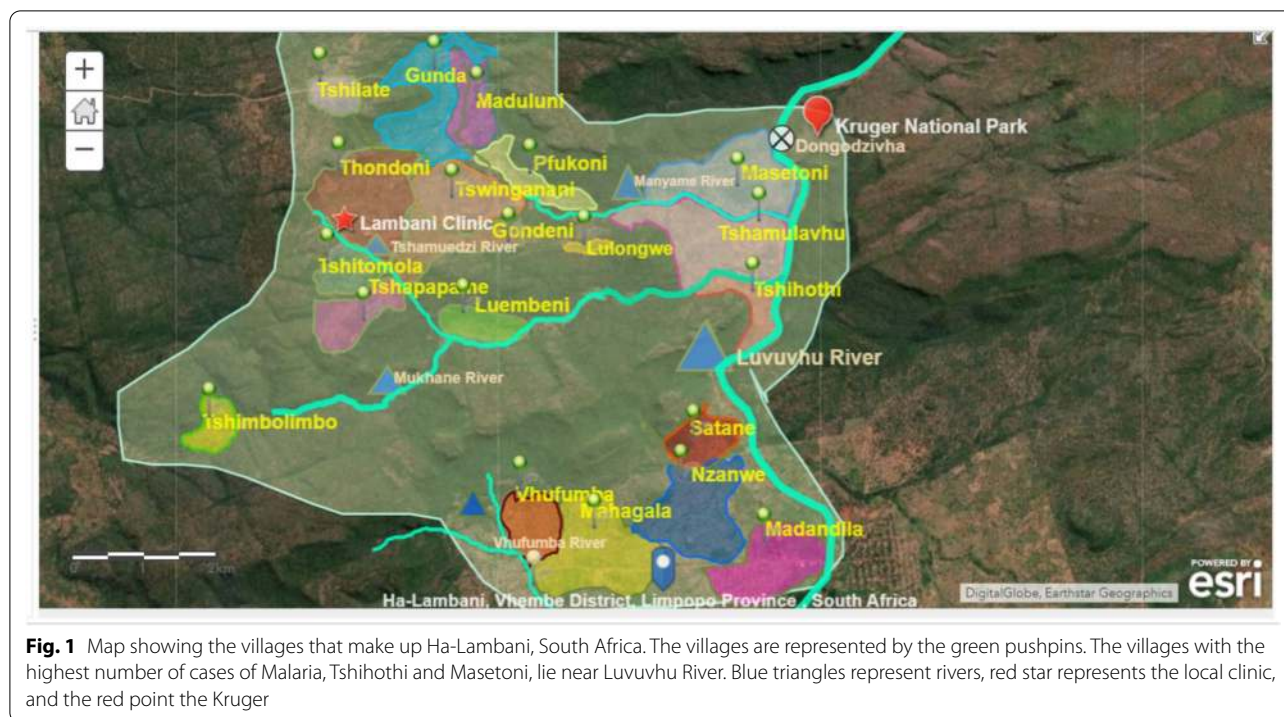 +
−
Gunda
Tshilate
Maduluni
Kruger National Park
Dongodzivha
Thondoni
Pfukoni
Masetoni
Tswinganani
Manyame River
Lambani Clinic
Gondeni
Tshamulavhu
Tshamuedzi River
Lulongwe
Tshitomola
Tshapapame
Tshihothi
Luembeni
Luvuvhu River
Mukhane River
Tshimbolimbo
Satane
Nzanwe
Vhufumba
Mahagala
Madandila
Vhufumba River
0 1 2km
POWERED BY
esri
DigitalGlobe, Earthstar Geographics
Ha-Lambani, Vhembe District, Limpopo Province , South Africa
Fig. 1 Map showing the villages that make up Ha-Lambani, South Africa. The villages are represented by the green pushpins. The villages with the
highest number of cases of Malaria, Tshihothi and Masetoni, lie near Luvuvhu River. Blue triangles represent rivers, red star represents the local clinic,
and the red point the Kruger